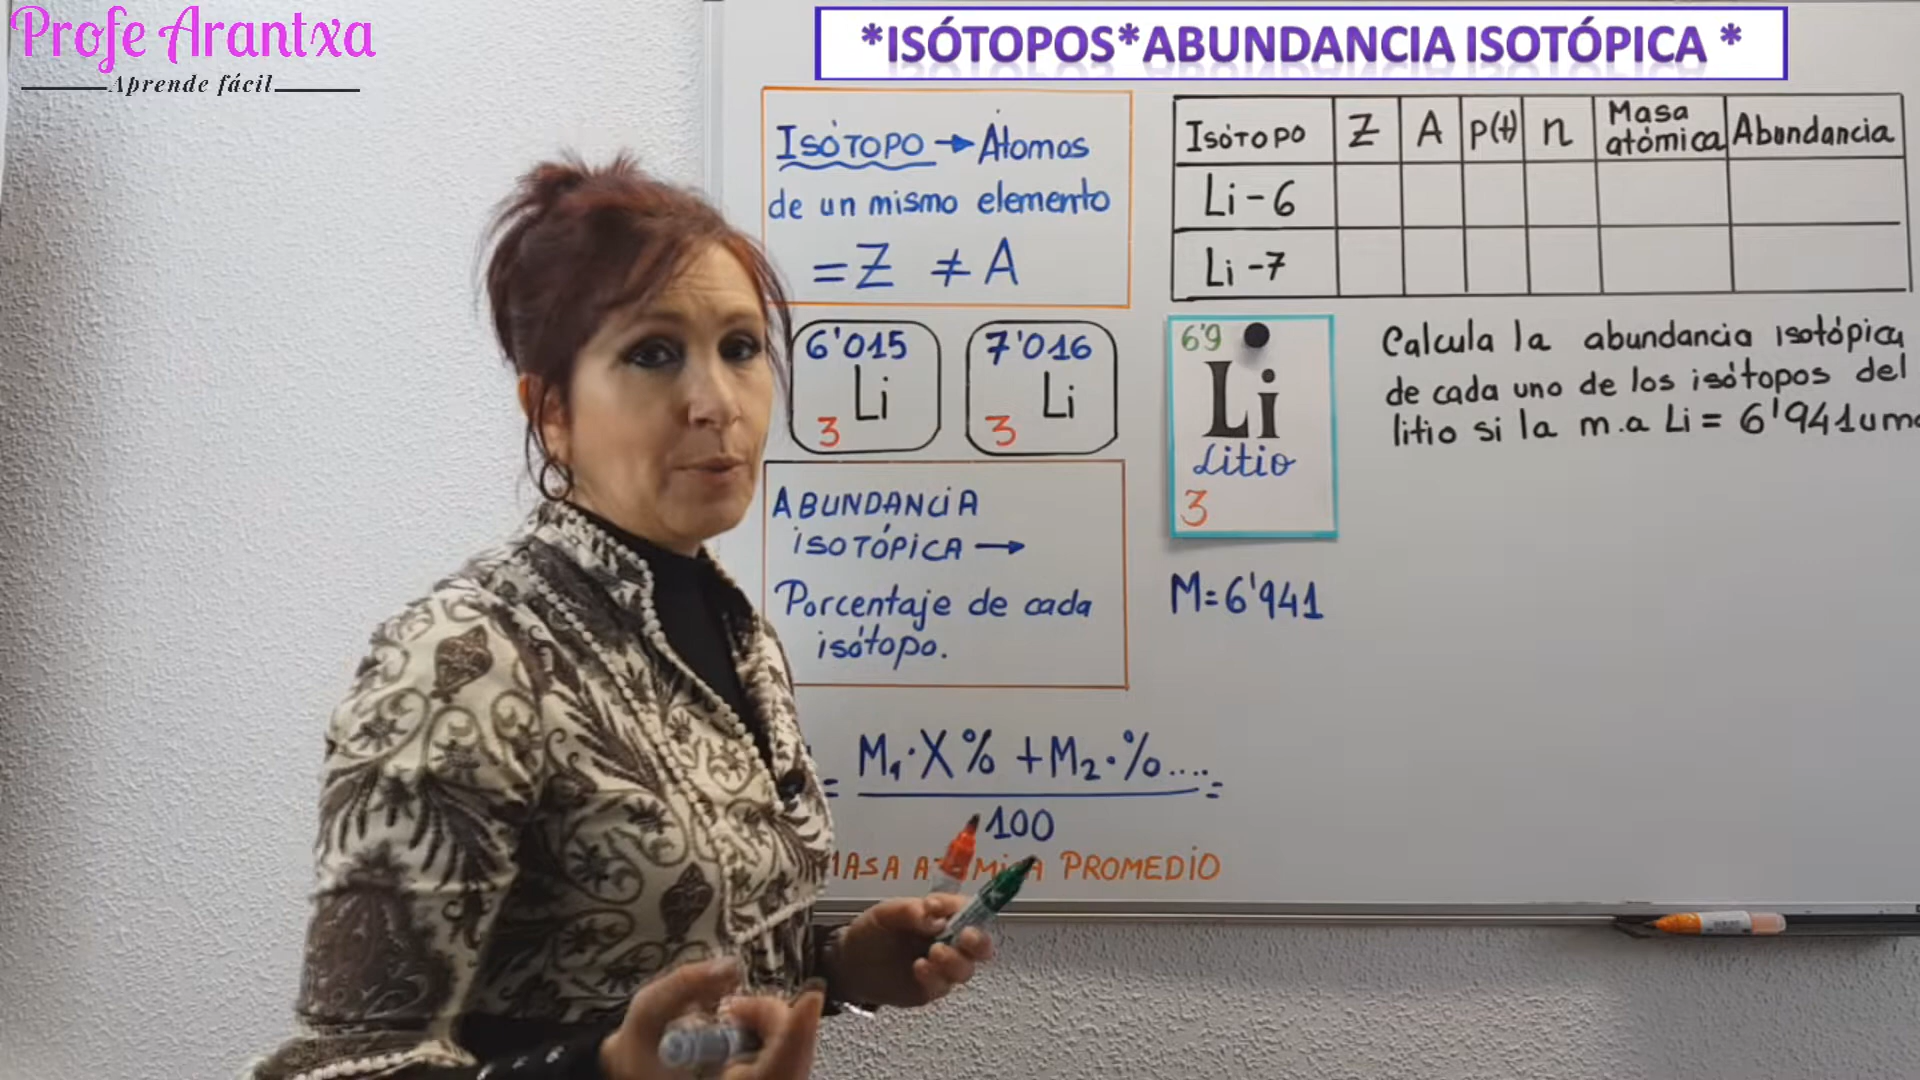 Profe Arantxa
Aprende fácil
*ISÓTOPOS*ABUNDANCIA ISOTÓPICA *
ISÓTOPO → Átomos
de un mismo elemento
=Z ≠ A
6'015
Li
3
7'016
Li
3
ABUNDANCIA
ISOTÓPICA →
Porcentaje de cada
isótopo.
= M₁·X% + M₂·%.... =
100
PROMEDIO
ISÓTOPO Z A p(+) n Masa atómica Abundancia
Li-6
Li-7
6'9
Li
Litio
3
M=6'941
Calcula la abundancia isotópica
de cada uno de los isótopos del
litio si la m.a Li = 6'941